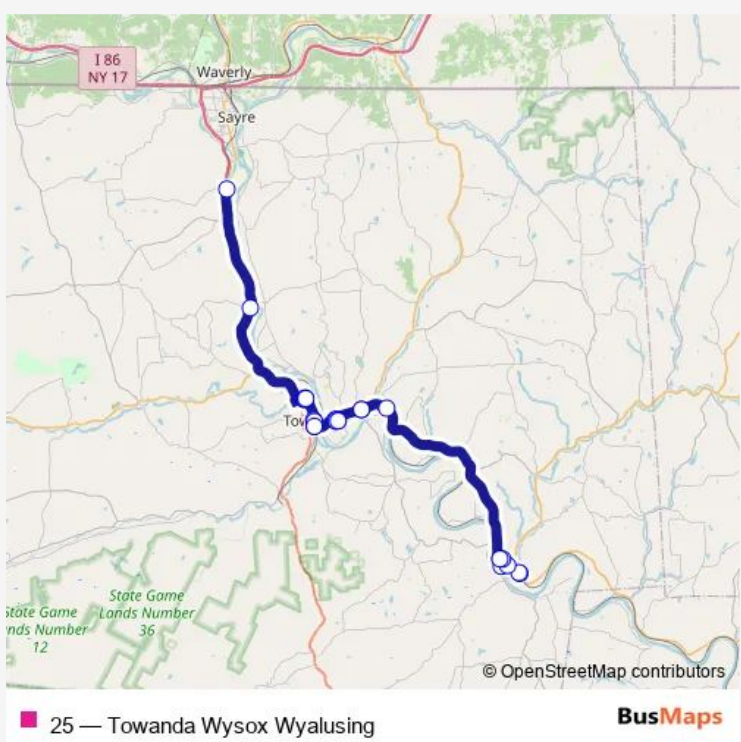 I 86
NY 17
Waverly
Sayre
Tow
State Game
Lands Number
36
State Game
nds Number
12
© OpenStreetMap contributors
25 — Towanda Wysox Wyalusing
BusMaps